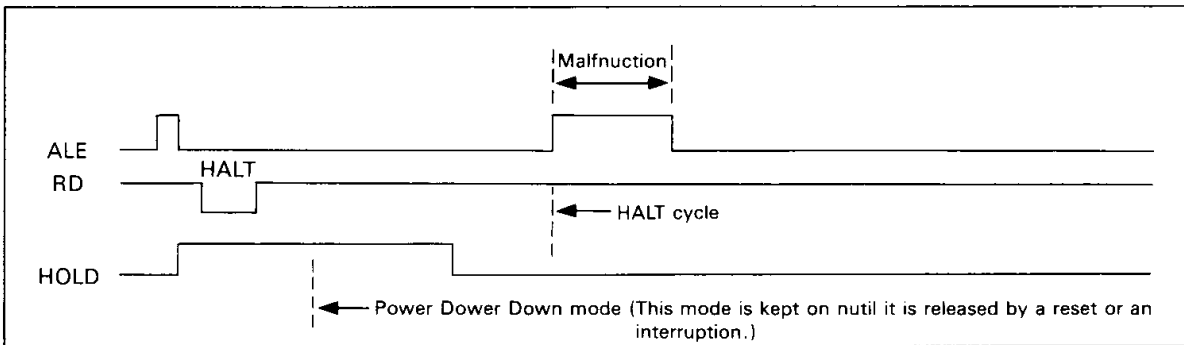 Malfnuction
ALE
HALT
RD
HALT cycle
HOLD
Power Dower Down mode (This mode is kept on nutil it is released by a reset or an
interruption.)